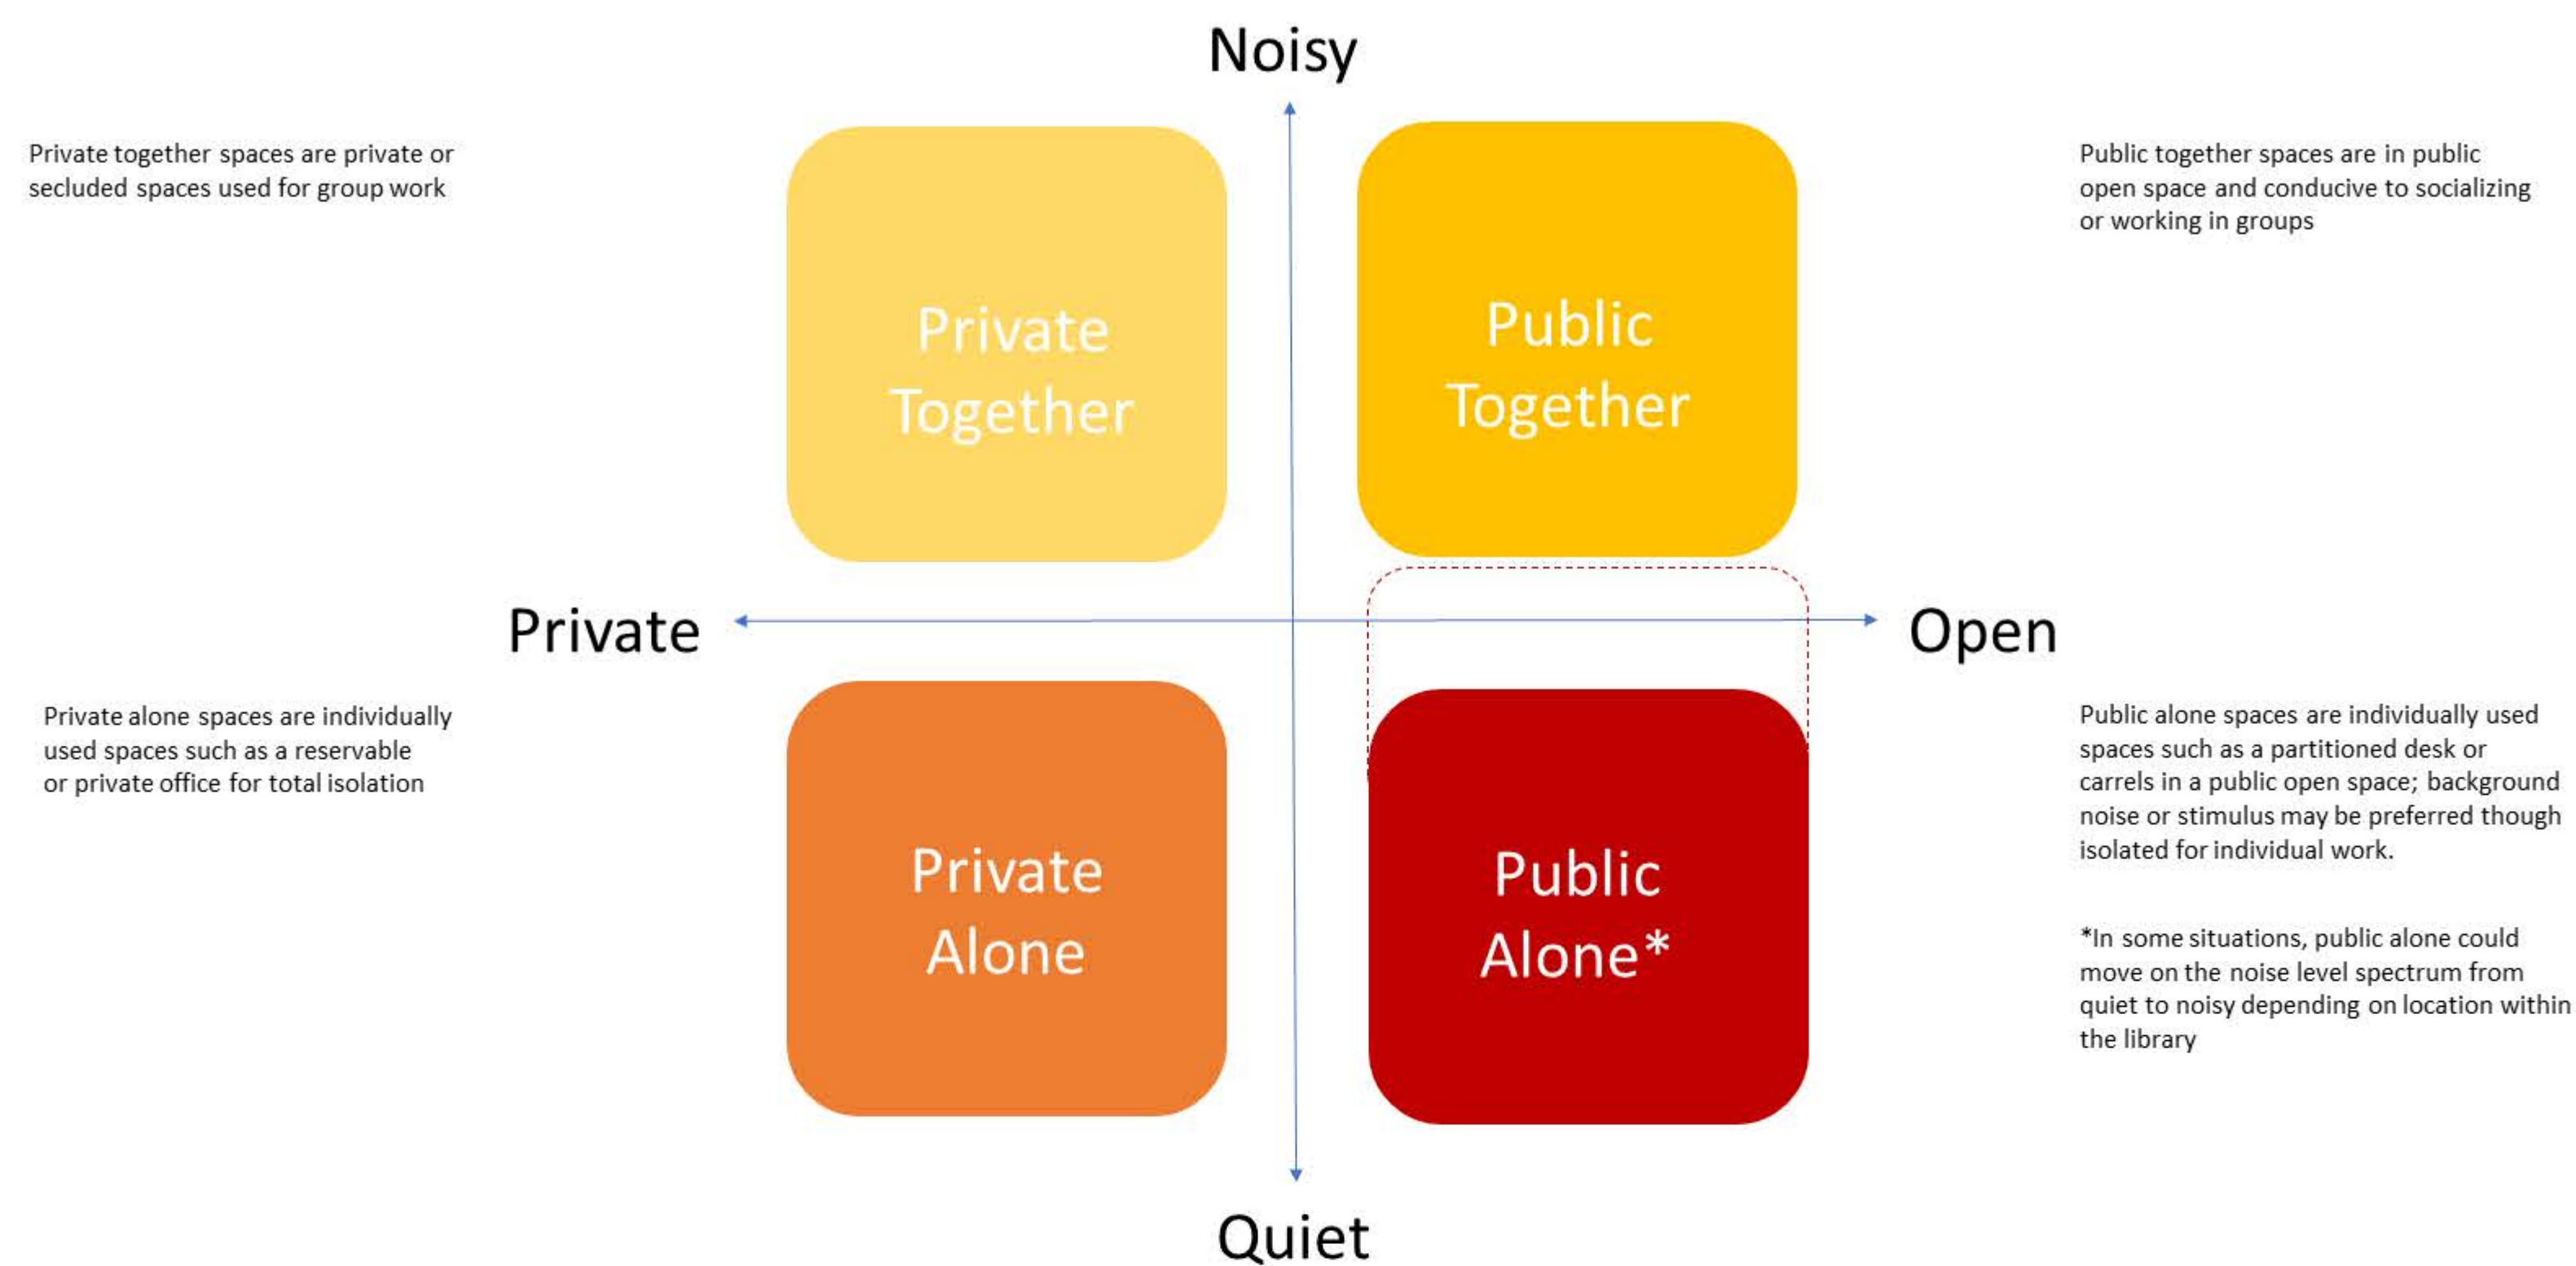 Noisy
Private together spaces are private or
secluded spaces used for group work
Private
Together
Public
Together
Public together spaces are in public
open space and conducive to socializing
or working in groups
Private
Open
Private alone spaces are individually
used spaces such as a reservable
or private office for total isolation
Private
Alone
Public
Alone*
Public alone spaces are individually used
spaces such as a partitioned desk or
carrels in a public open space; background
noise or stimulus may be preferred though
isolated for individual work.
*In some situations, public alone could
move on the noise level spectrum from
quiet to noisy depending on location within
the library
Quiet